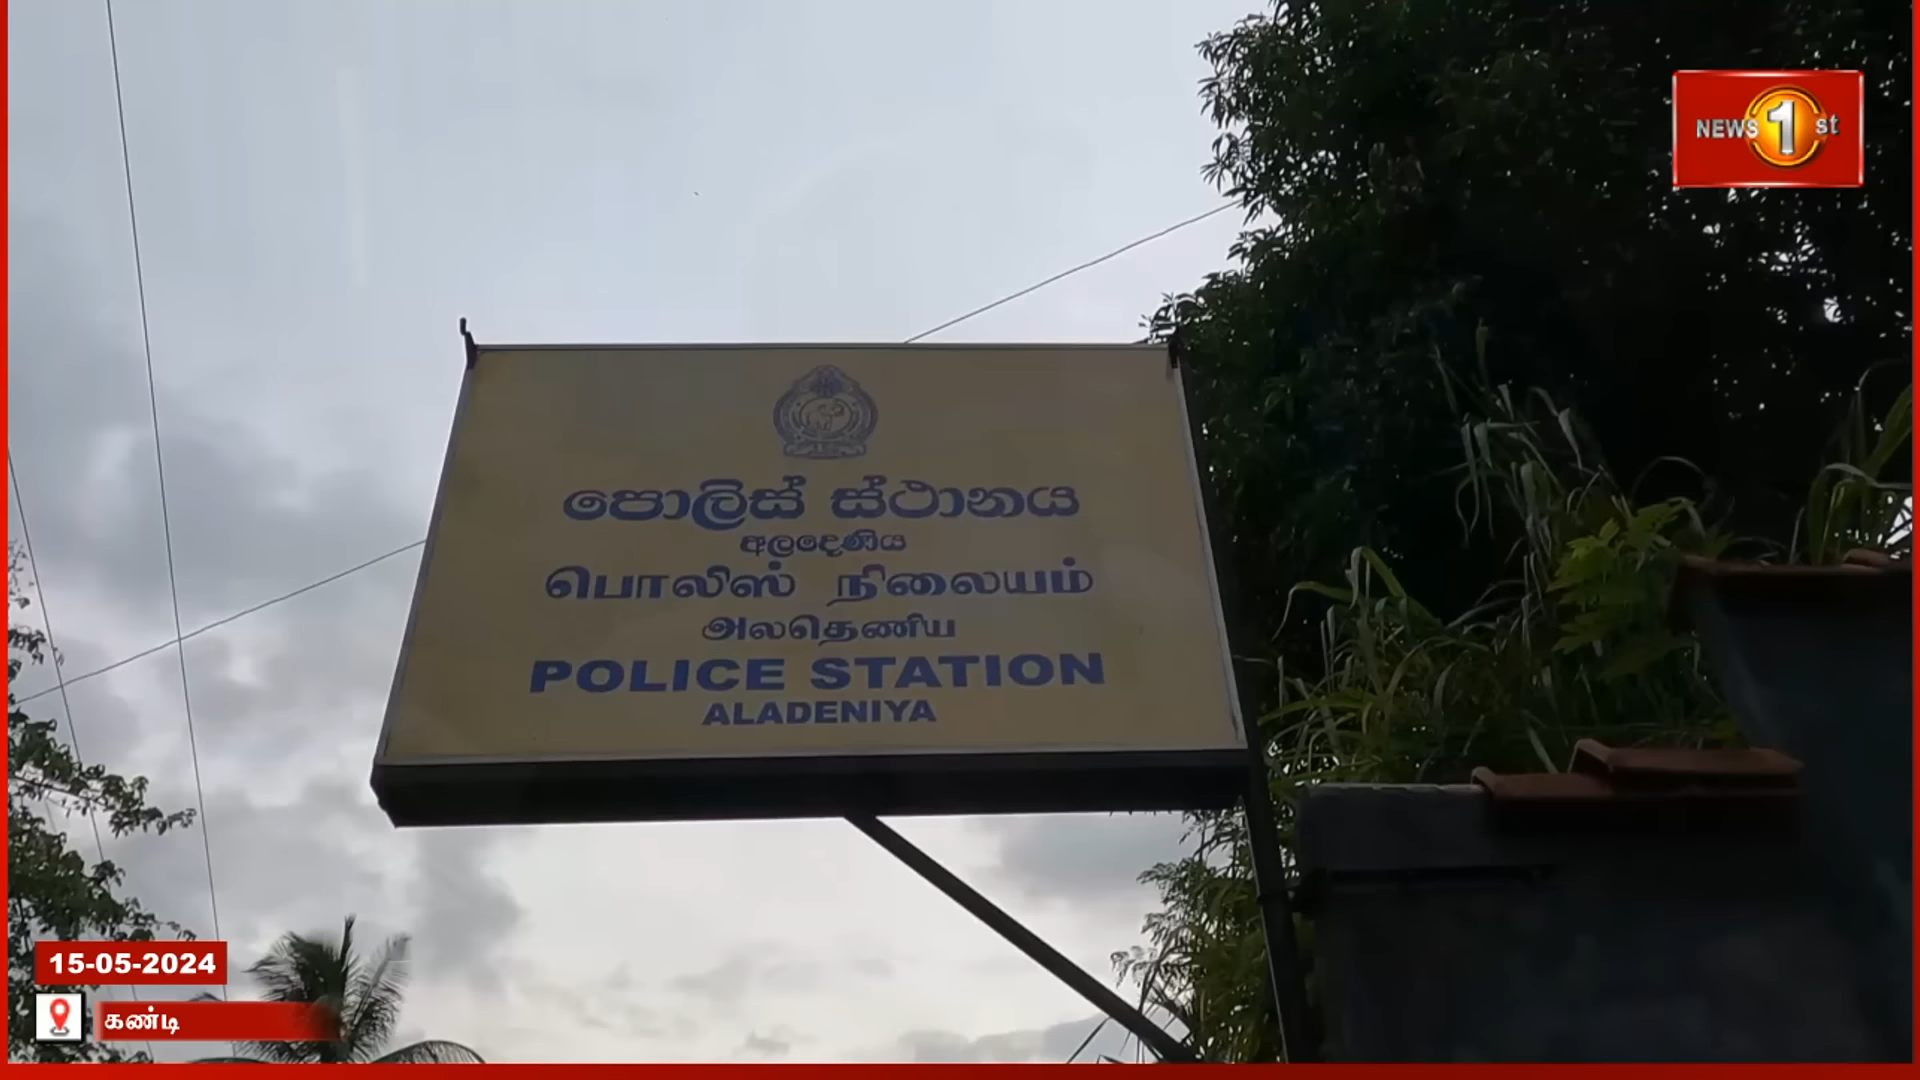 NEWS 1st
පොලිස් ස්ථානය
අලදෙණිය
பொலிஸ் நிலையம்
அலதெணிய
POLICE STATION
ALADENIYA
15-05-2024
கண்டி